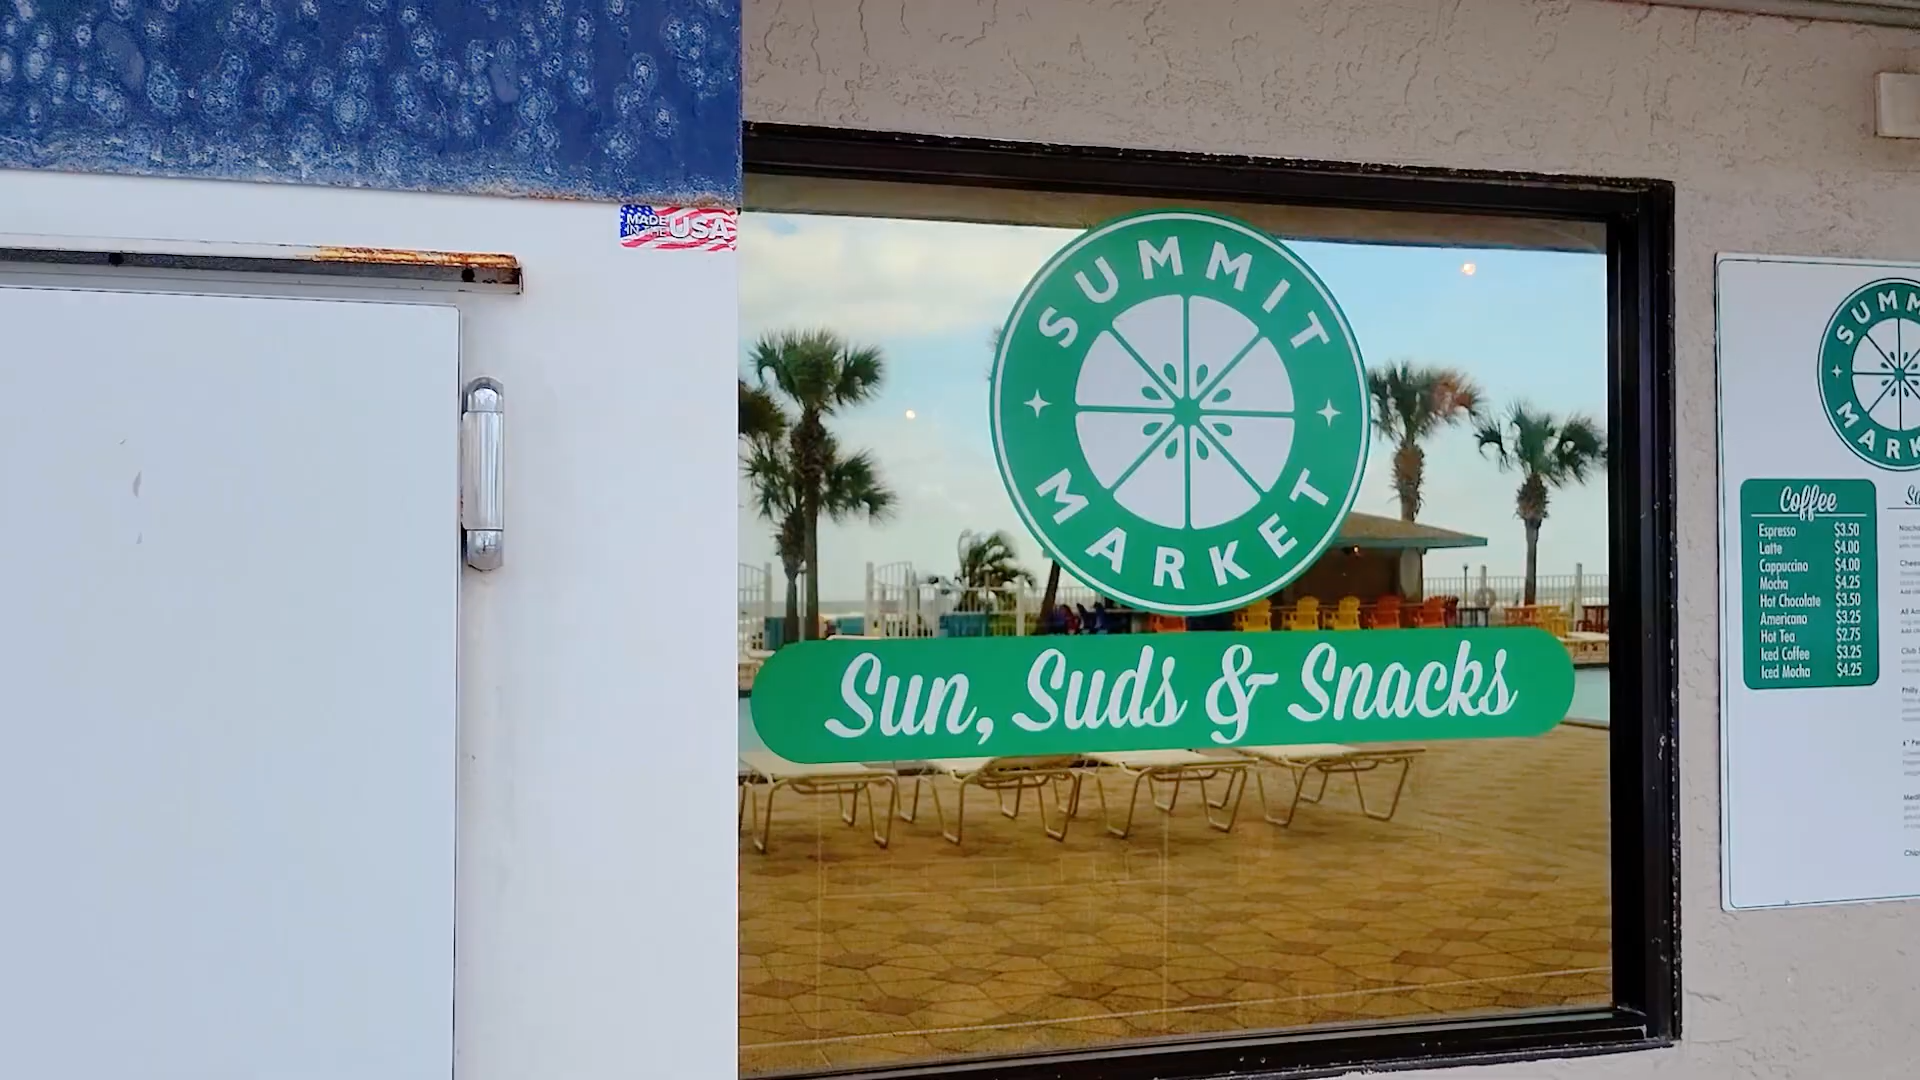 MADE
IN THE USA
SUMMIT
MARKET
Sun, Suds & Snacks
SUMM
MARK
Coffee
Espresso $3.50
Latte $4.00
Cappuccino $4.00
Mocha $4.25
Hot Chocolate $3.50
Americano $3.25
Hot Tea $2.75
Iced Coffee $3.25
Iced Mocha $4.25